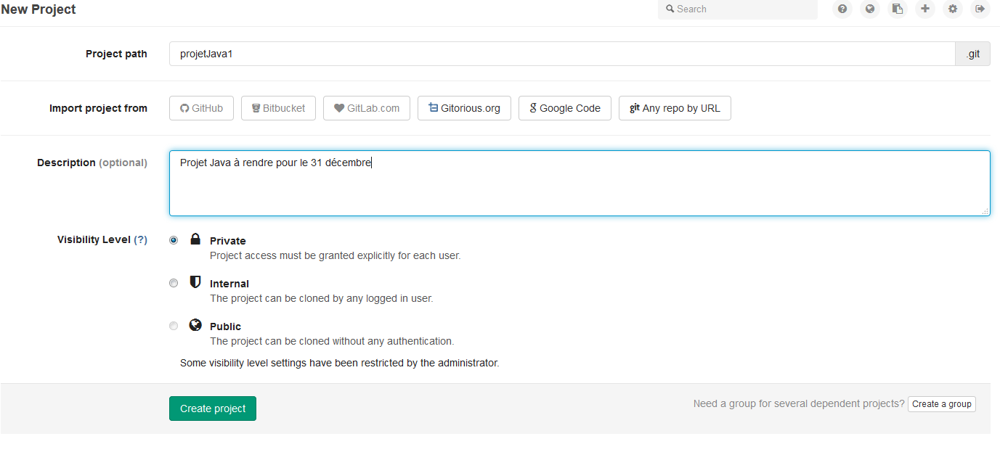 New Project
Search
Project path
projetJava1
.git
Import project from
GitHub
Bitbucket
GitLab.com
Gitorious.org
Google Code
git Any repo by URL
Description (optional)
Projet Java à rendre pour le 31 décembre
Visibility Level (?)
Private
Project access must be granted explicitly for each user.
Internal
The project can be cloned by any logged in user.
Public
The project can be cloned without any authentication.
Some visibility level settings have been restricted by the administrator.
Create project
Need a group for several dependent projects? Create a group